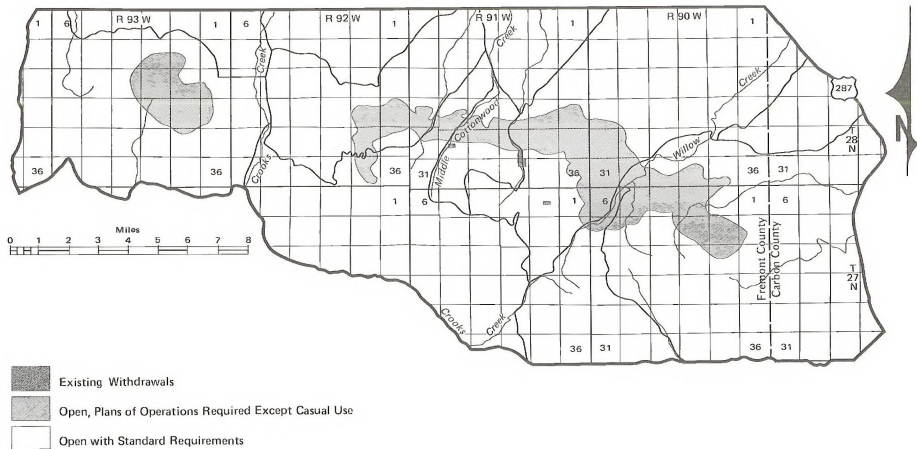 1 R 93 W 1 6 R 92 W 1 R 91 W 1 R 90 W 1
Creek
Creek
Creek
287
Cottonwood
T
28
N
Willow
36 36 36 31 36 31 36 31
Crooks
Middle
1 6 1 6 1 6
Miles
0 1 2 3 4 5 6 7 8
Fremont County
Carbon County
T
27
N
Crooks
Creek
36 31 36 31
N
Existing Withdrawals
Open, Plans of Operations Required Except Casual Use
Open with Standard Requirements